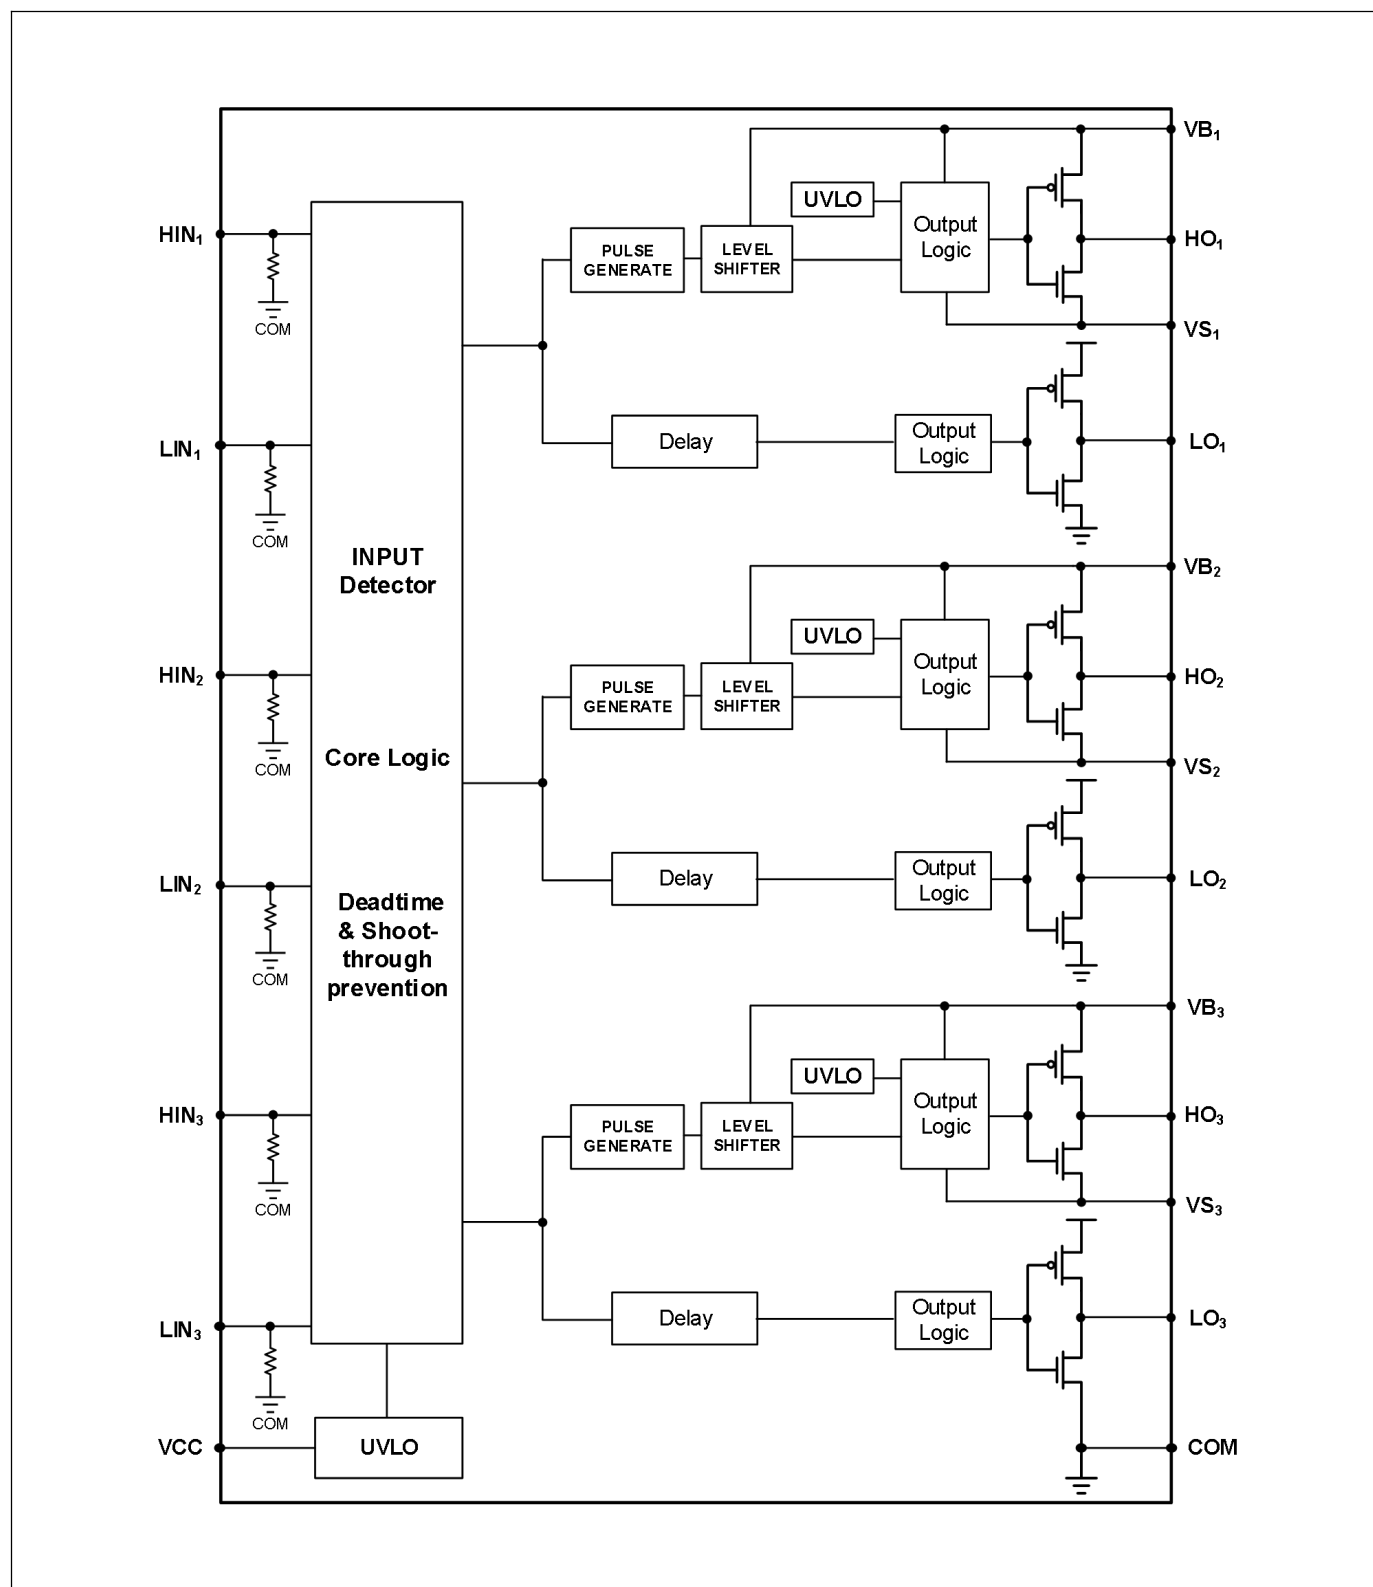 VB1
UVLO
Output
Logic
HIN1
PULSE
GENERATE
LEVEL
SHIFTER
HO1
COM
VS1
LIN1
Delay
Output
Logic
LO1
COM
INPUT
Detector
VB2
UVLO
Output
Logic
HIN2
PULSE
GENERATE
LEVEL
SHIFTER
HO2
COM
Core Logic
VS2
LIN2
Delay
Output
Logic
LO2
COM
Deadtime
& Shoot-
through
prevention
VB3
UVLO
Output
Logic
HIN3
PULSE
GENERATE
LEVEL
SHIFTER
HO3
COM
VS3
LIN3
Delay
Output
Logic
LO3
COM
VCC
UVLO
COM